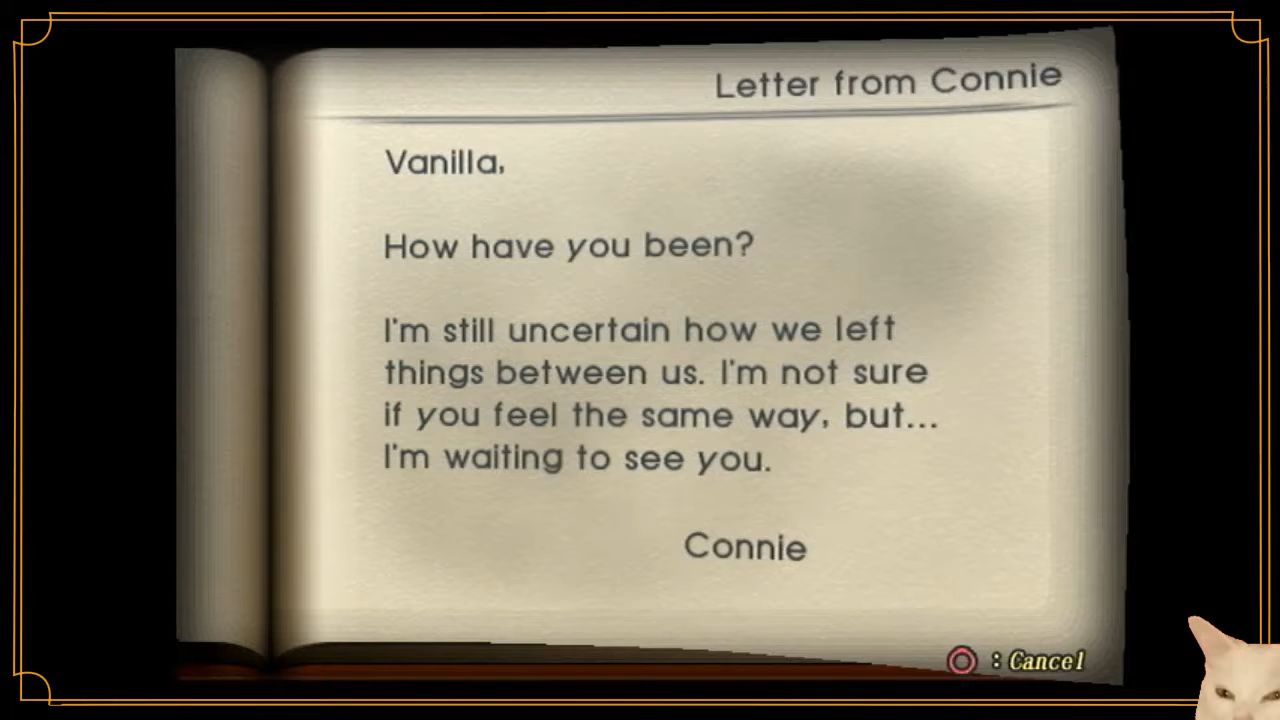 Letter from Connie
Vanilla,
How have you been?
I'm still uncertain how we left
things between us. I'm not sure
if you feel the same way, but...
I'm waiting to see you.
Connie
: Cancel